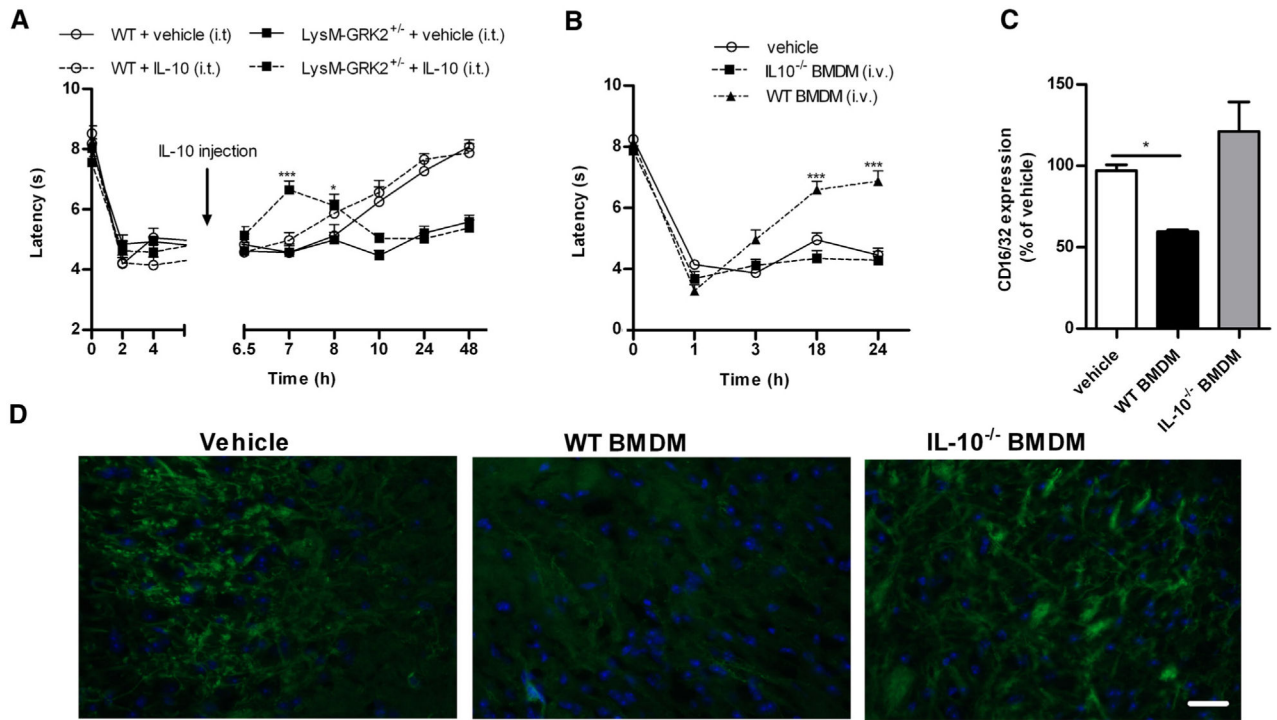 A
WT + vehicle (i.t)
LysM-GRK2+/- + vehicle (i.t.)
WT + IL-10 (i.t.)
LysM-GRK2+/- + IL-10 (i.t.)
10
8
6
4
2
Latency (s)
IL-10 injection
***
*
0 2 4 6.5 7 8 10 24 48
Time (h)
B
vehicle
IL10-/- BMDM (i.v.)
WT BMDM (i.v.)
10
8
6
4
2
0
Latency (s)
***
***
0 1 3 18 24
Time (h)
C
150
100
50
0
CD16/32 expression
(% of vehicle)
*
vehicle
WT BMDM
IL-10-/- BMDM
D
Vehicle
WT BMDM
IL-10-/- BMDM